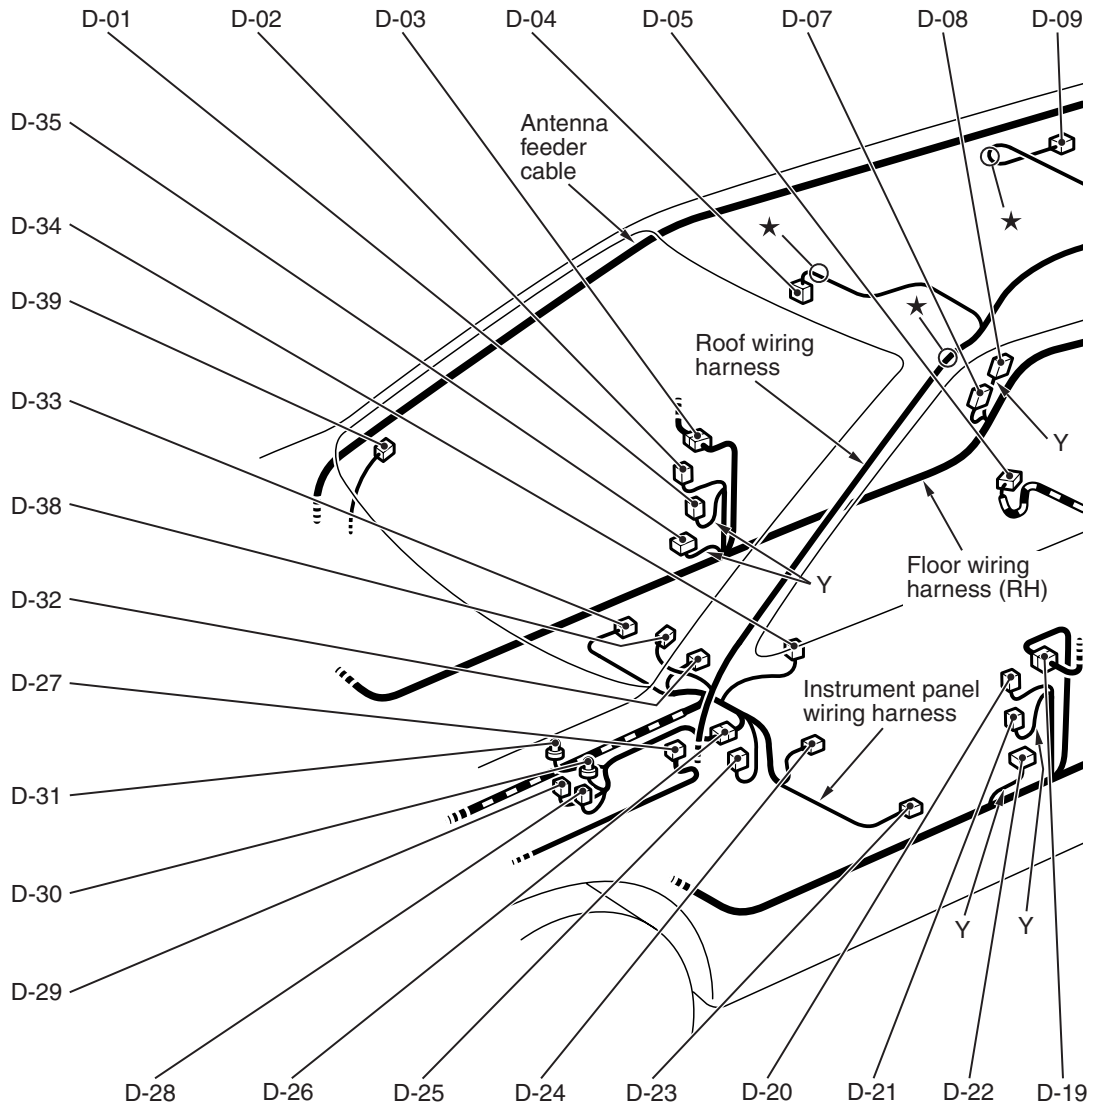 D-01 D-02 D-03 D-04 D-05 D-07 D-08 D-09
D-35
Antenna
feeder
cable
D-34
★
★
D-39
★
Roof wiring
harness
D-33
Y
D-38
Floor wiring
harness (RH)
Y
D-32
D-27
Instrument panel
wiring harness
D-31
D-30
Y Y
D-29
D-28 D-26 D-25 D-24 D-23 D-20 D-21 D-22 D-19